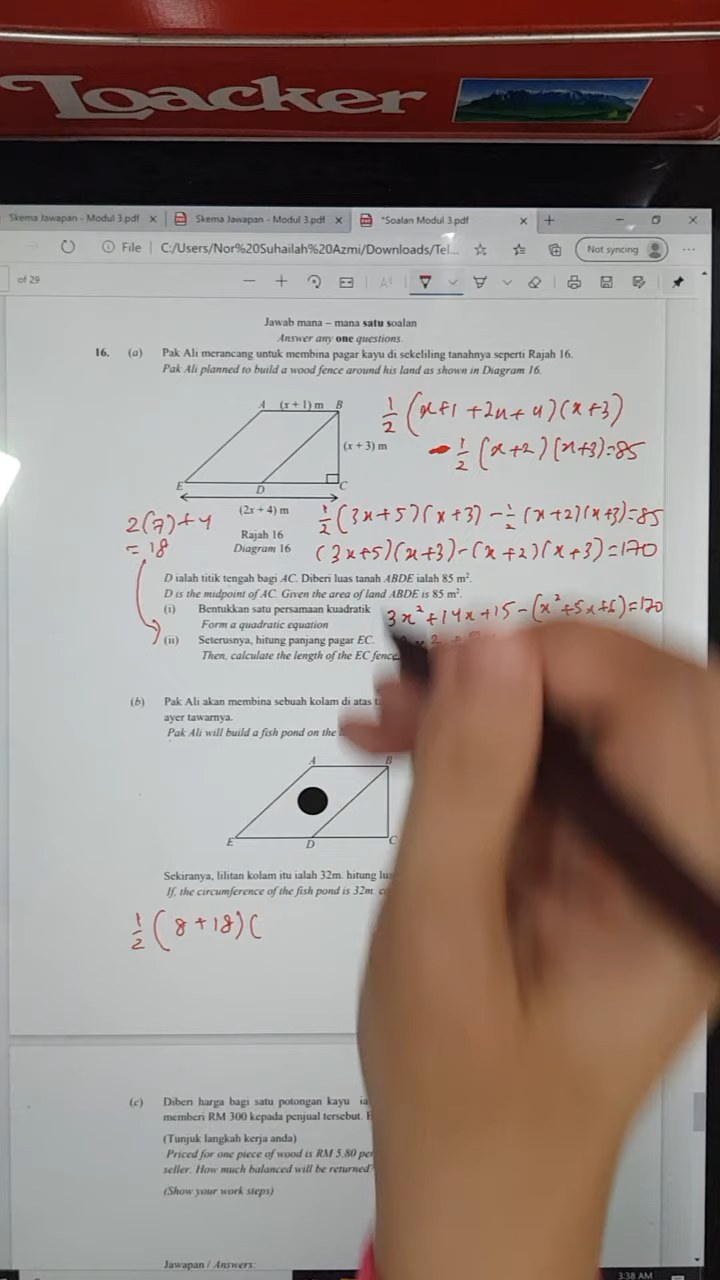 Loacker
Skema Jawapan - Modul 3.pdf
Skema Jawapan - Modul 3.pdf
*Soalan Modul 3.pdf
File | C:/Users/Nor%20Suhailah%20Azmi/Downloads/Tel...
Not syncing
of 29
Jawab mana – mana satu soalan
Answer any one questions.
16. (a) Pak Ali merancang untuk membina pagar kayu di sekeliling tanahnya seperti Rajah 16.
Pak Ali planned to build a wood fence around his land as shown in Diagram 16.
A (x + 1) m B
(x + 3) m
E D C
(2x + 4) m
Rajah 16
Diagram 16
1/2 (x+1+2x+4)(x+3)
- 1/2 (x+2)(x+3)=85
1/2 (3x+5)(x+3) - 1/2 (x+2)(x+3)=85
(3x+5)(x+3)-(x+2)(x+3)=170
2(7)+4
=18
D ialah titik tengah bagi AC. Diberi luas tanah ABDE ialah 85 m².
D is the midpoint of AC. Given the area of land ABDE is 85 m².
(i) Bentukkan satu persamaan kuadratik
Form a quadratic equation
3x²+14x+15-(x²+5x+6)=170
(ii) Seterusnya, hitung panjang pagar EC.
Then, calculate the length of the EC fence
(b) Pak Ali akan membina sebuah kolam di atas
ayer tawarnya.
Pak Ali will build a fish pond on the
A B
E D C
Sekiranya, lilitan kolam itu ialah 32m. hitung
If, the circumference of the fish pond is 32m.
1/2 (8+18)(
(c) Diberi harga bagi satu potongan kayu
memberi RM 300 kepada penjual tersebut.
(Tunjuk langkah kerja anda)
Priced for one piece of wood is RM 5.80
seller. How much balanced will be returned?
(Show your work steps)
Jawapan / Answers:
3:38 AM